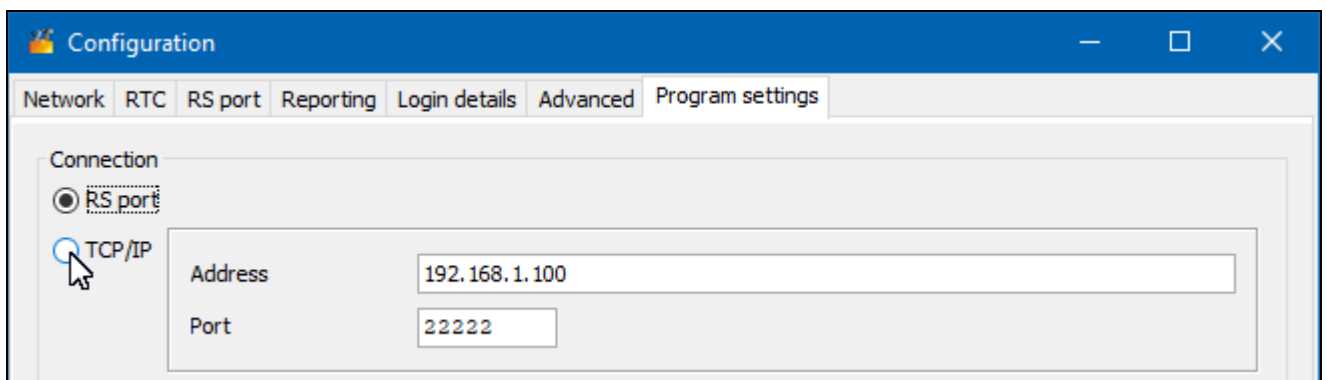 Configuration
Network RTC RS port Reporting Login details Advanced Program settings
Connection
RS port
TCP/IP
Address 192.168.1.100
Port 22222